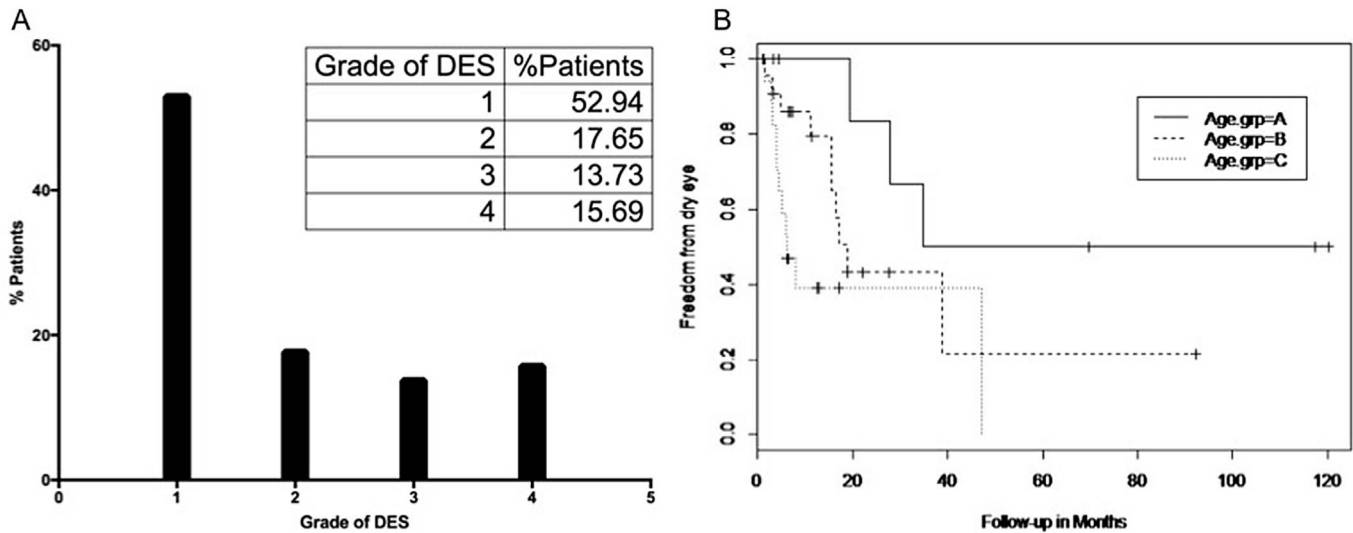 A
60
40
20
0
% Patients
0 1 2 3 4 5
Grade of DES
Grade of DES %Patients
1 52.94
2 17.65
3 13.73
4 15.69
B
1.0
0.8
0.6
0.4
0.2
0.0
Freedom from dry eye
Age.grp=A
Age.grp=B
Age.grp=C
0 20 40 60 80 100 120
Follow-up in Months